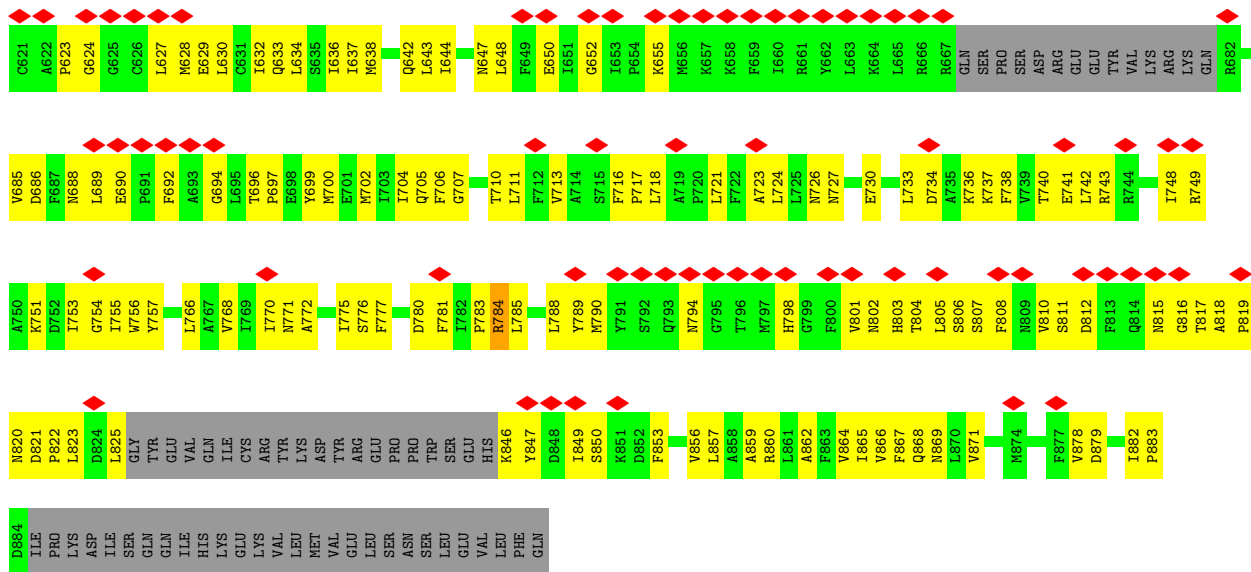 C621 A622 P623 G624 G625 C626 L627 M628 E629 L630 C631 I632 Q633 L634 S635 I636 I637 M638 Q642 L643 I644 N647 L648 F649 E650 I651 G652 I653 P654 K655 M656 K657 K658 F659 I660 R661 Y662 L663 K664 L665 R666 R667 GLN SER PRO SER ASP ARG GLU GLU TYR VAL LYS ARG LYS GLN R682
V685 D686 F687 N688 L689 E690 P691 F692 A693 G694 L695 T696 P697 E698 Y699 M700 E701 M702 I703 I704 Q705 F706 G707 T710 L711 F712 V713 A714 S715 F716 P717 L718 A719 P720 L721 F722 A723 L724 L725 N726 N727 E730 L733 D734 A735 K736 K737 F738 V739 T740 E741 L742 R743 R744 I748 R749
A750 K751 D752 I753 G754 I755 W756 Y757 L766 A767 V768 I769 I770 N771 A772 I775 S776 F777 D780 F781 I782 P783 R784 L785 L788 Y789 M790 Y791 S792 Q793 N794 G795 T796 M797 H798 G799 F800 V801 N802 H803 T804 L805 S806 S807 F808 N809 V810 S811 D812 F813 Q814 N815 G816 T817 A818 P819
N820 D821 P822 L823 D824 L825 GLY TYR GLU VAL GLN ILE CYS ARG TYR LYS ASP TYR ARG GLU PRO PRO TRP SER GLU HIS K846 Y847 D848 I849 S850 K851 D852 F853 V856 L857 A858 A859 R860 L861 A862 F863 V864 I865 V866 F867 Q868 N869 L870 V871 M874 F877 V878 D879 I882 P883
D884 ILE PRO LYS ASP ILE SER GLN GLN ILE HIS LYS GLU LYS VAL LEU MET VAL GLU LEU SER ASN SER LEU GLU VAL LEU PHE GLN